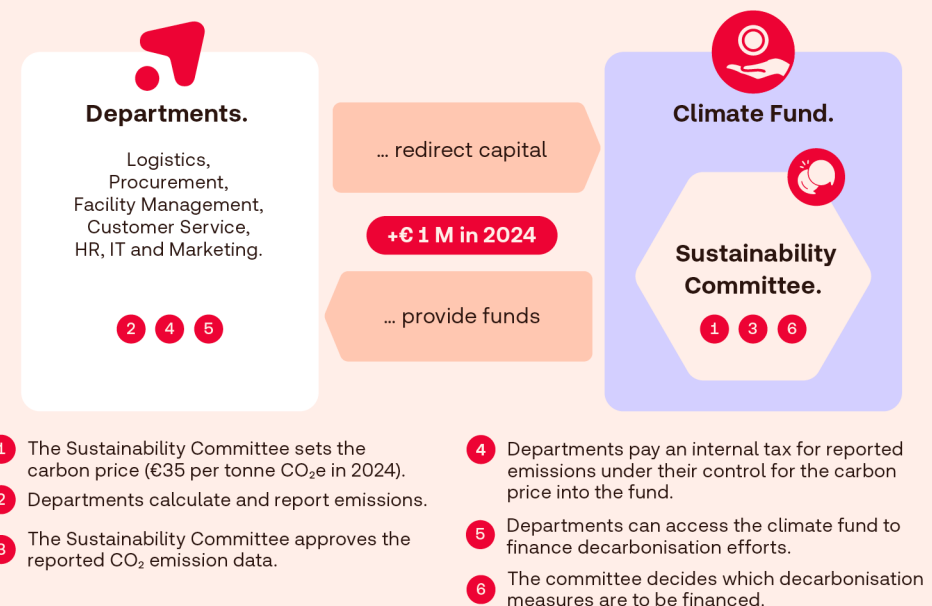 Departments.
Logistics,
Procurement,
Facility Management,
Customer Service,
HR, IT and Marketing.
2 4 5
... redirect capital
+€ 1 M in 2024
... provide funds
Climate Fund.
Sustainability
Committee.
1 3 6
1 The Sustainability Committee sets the
carbon price (€35 per tonne CO₂e in 2024).
2 Departments calculate and report emissions.
3 The Sustainability Committee approves the
reported CO₂ emission data.
4 Departments pay an internal tax for reported
emissions under their control for the carbon
price into the fund.
5 Departments can access the climate fund to
finance decarbonisation efforts.
6 The committee decides which decarbonisation
measures are to be financed.